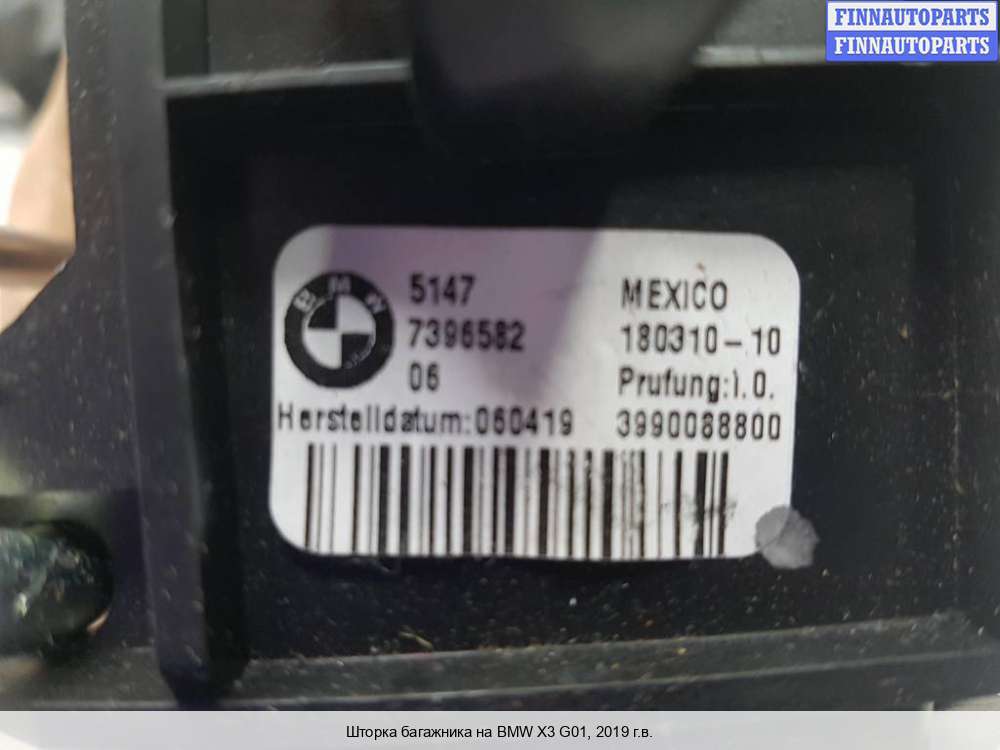 FINNAUTOPARTS
FINNAUTOPARTS
BMW
5147
7396582
06
MEXICO
180310-10
Prufung:i.O.
Herstelldatum:060419
3990088800
Шторка багажника на BMW X3 G01, 2019 г.в.